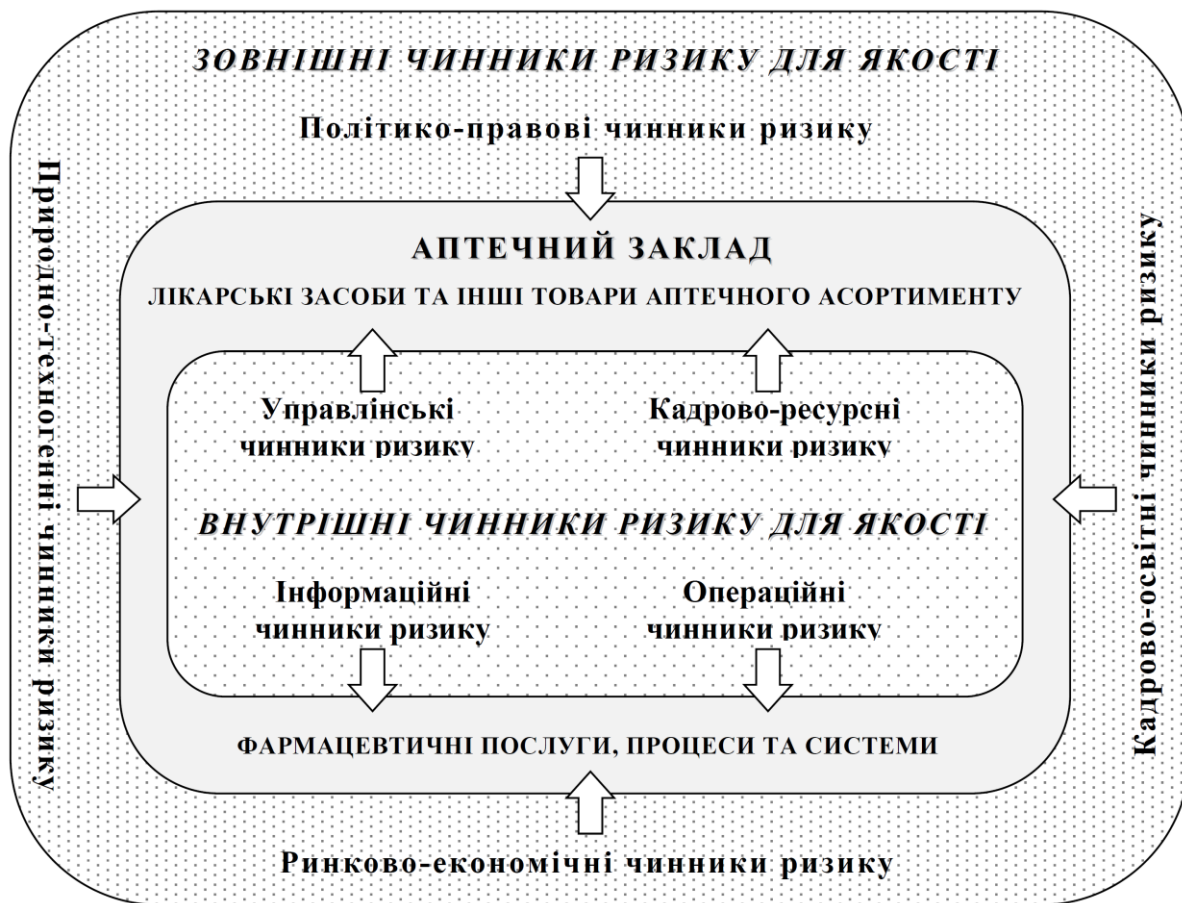 ЗОВНІШНІ ЧИННИКИ РИЗИКУ ДЛЯ ЯКОСТІ
Політико-правові чинники ризику
Природно-техногенні чинники ризику
АПТЕЧНИЙ ЗАКЛАД
ЛІКАРСЬКІ ЗАСОБИ ТА ІНШІ ТОВАРИ АПТЕЧНОГО АСОРТИМЕНТУ
Управлінські
чинники ризику
Кадрово-ресурсні
чинники ризику
ВНУТРІШНІ ЧИННИКИ РИЗИКУ ДЛЯ ЯКОСТІ
Інформаційні
чинники ризику
Операційні
чинники ризику
ФАРМАЦЕВТИЧНІ ПОСЛУГИ, ПРОЦЕСИ ТА СИСТЕМИ
Кадрово-освітні чинники ризику
Ринково-економічні чинники ризику